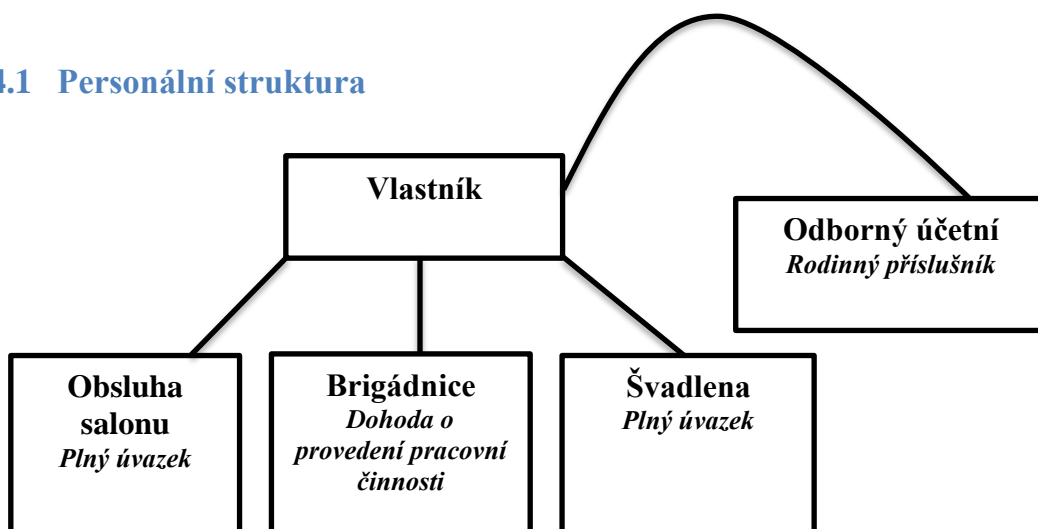 4.1 Personální struktura
Vlastník
Odborný účetní
Rodinný příslušník
Obsluha
salonu
Plný úvazek
Brigádnice
Dohoda o
provedení pracovní
činnosti
Švadlena
Plný úvazek